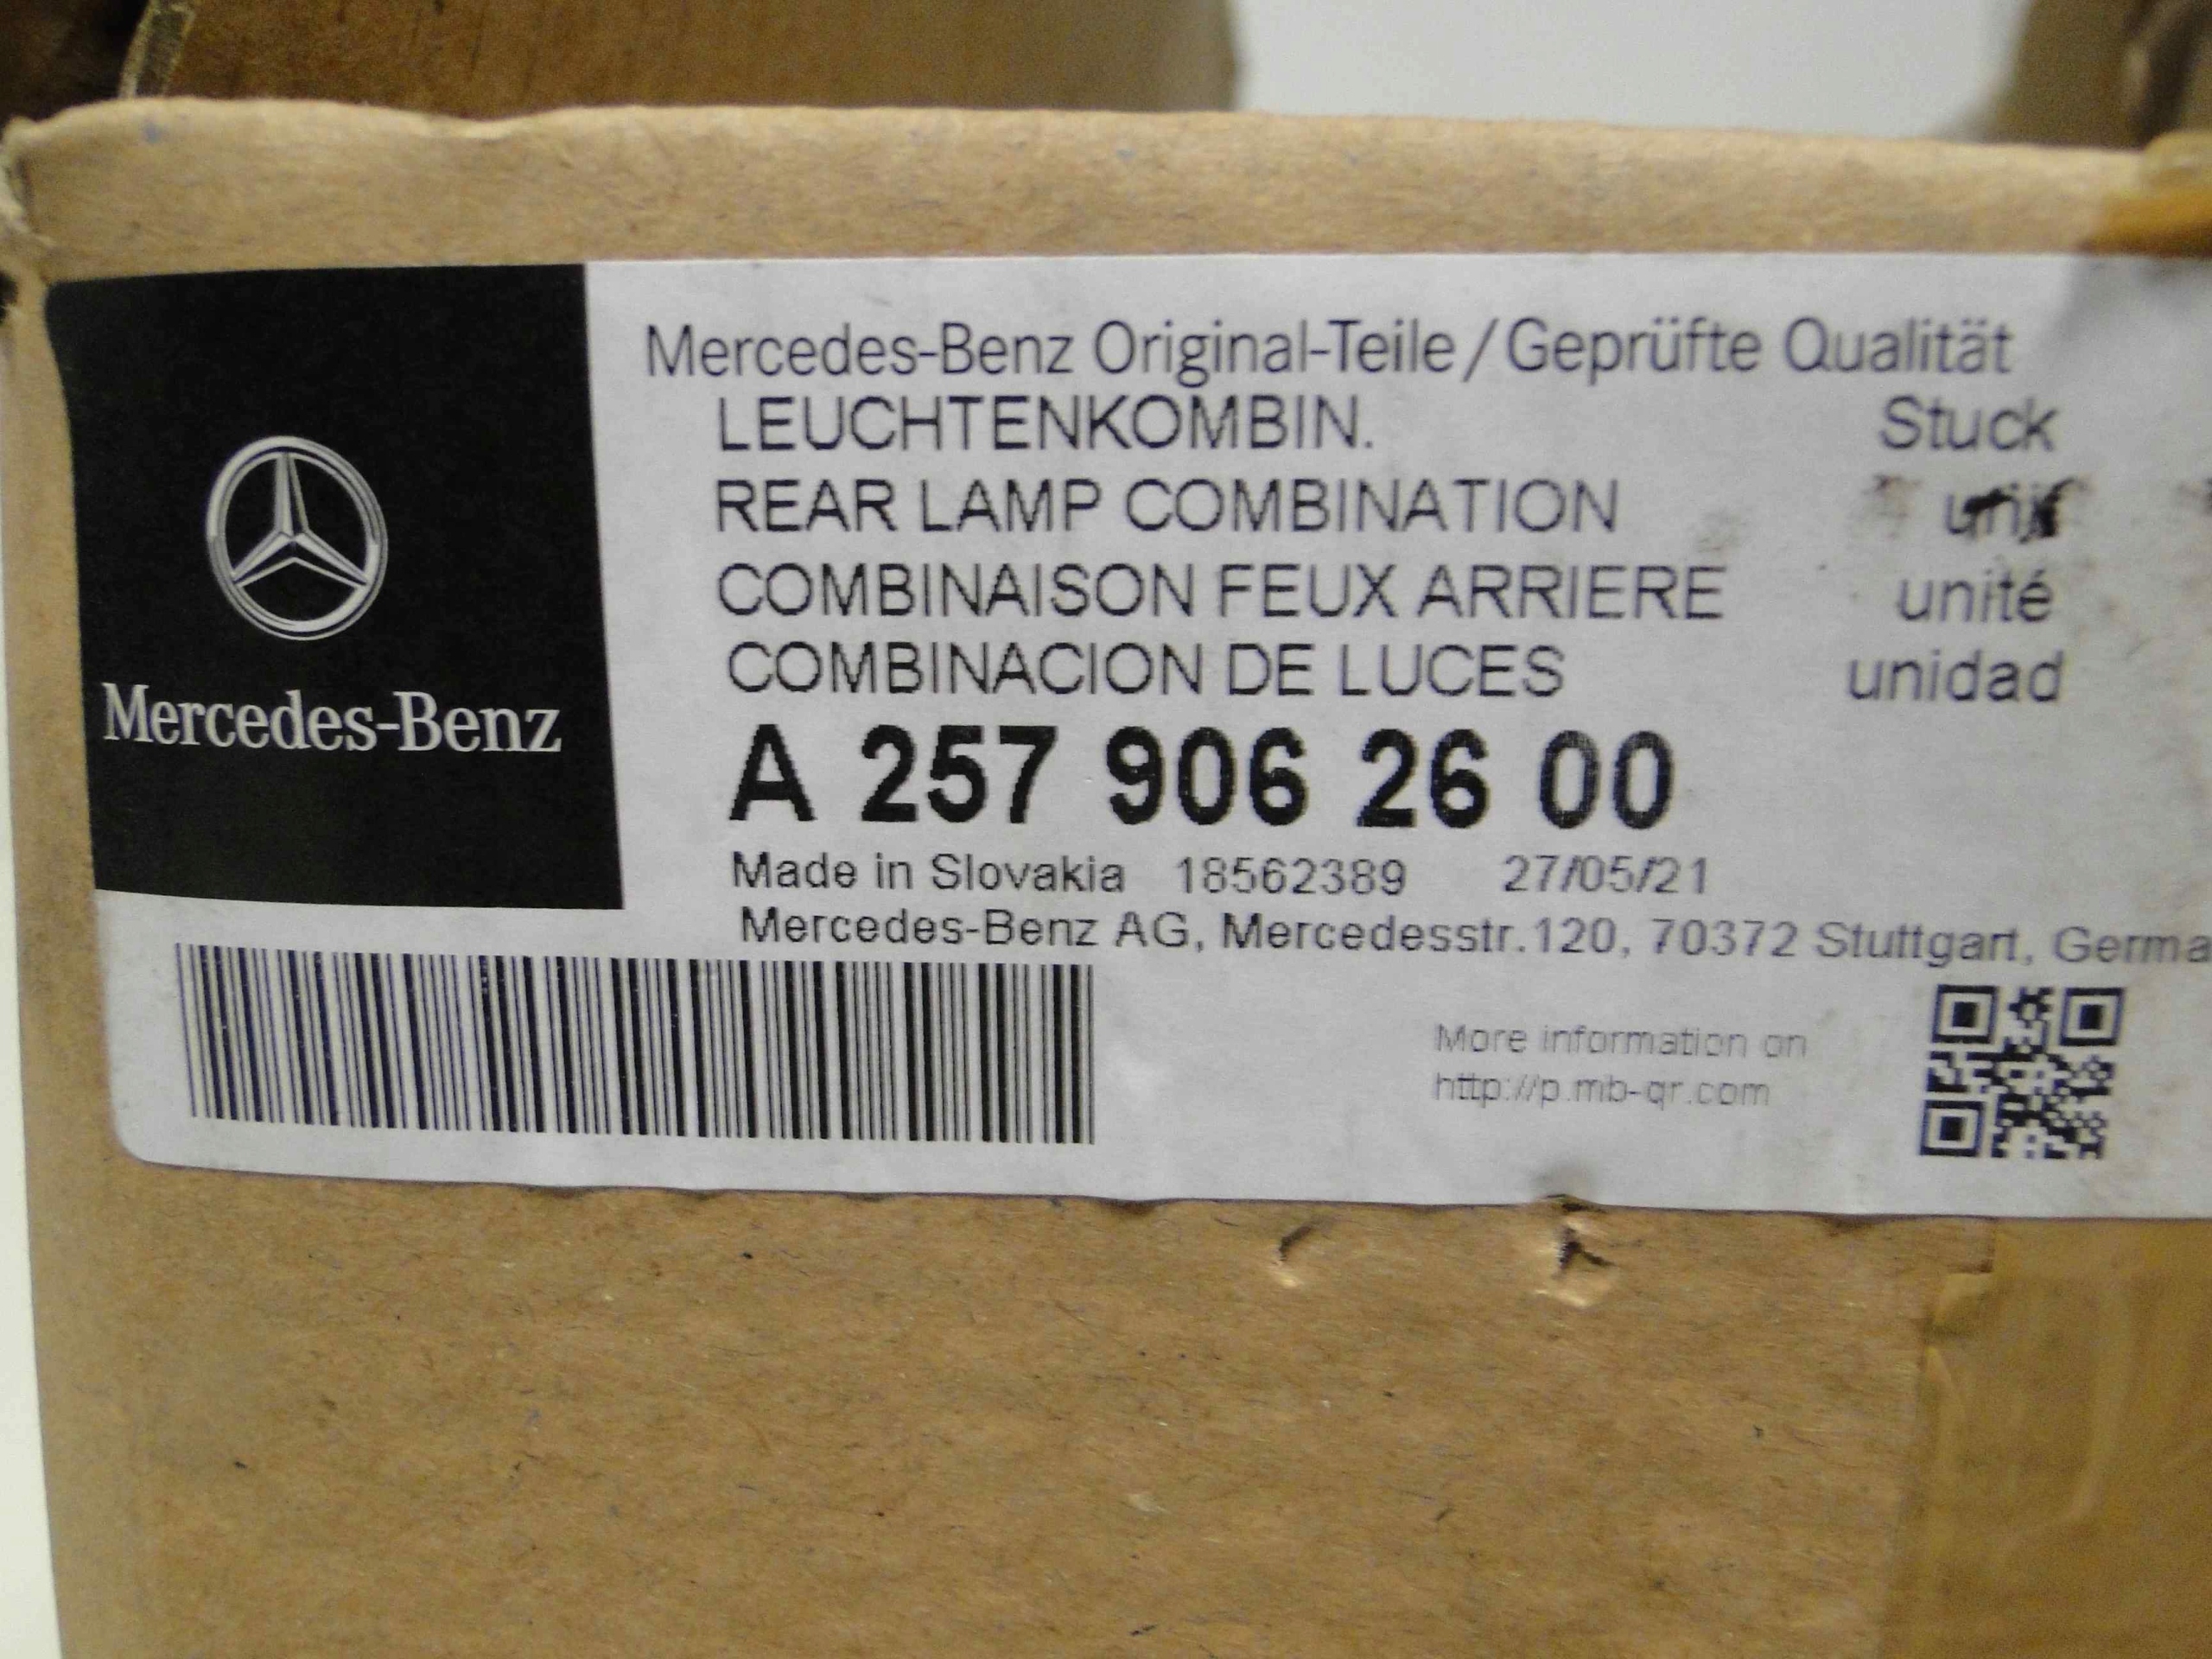 Mercedes-Benz
Mercedes-Benz Original-Teile / Geprüfte Qualität
LEUCHTENKOMBIN. Stuck
REAR LAMP COMBINATION unit
COMBINAISON FEUX ARRIERE unité
COMBINACION DE LUCES unidad
A 257 906 26 00
Made in Slovakia 18562389 27/05/21
Mercedes-Benz AG, Mercedesstr.120, 70372 Stuttgart, Germa
More information on
http://p.mb-qr.com